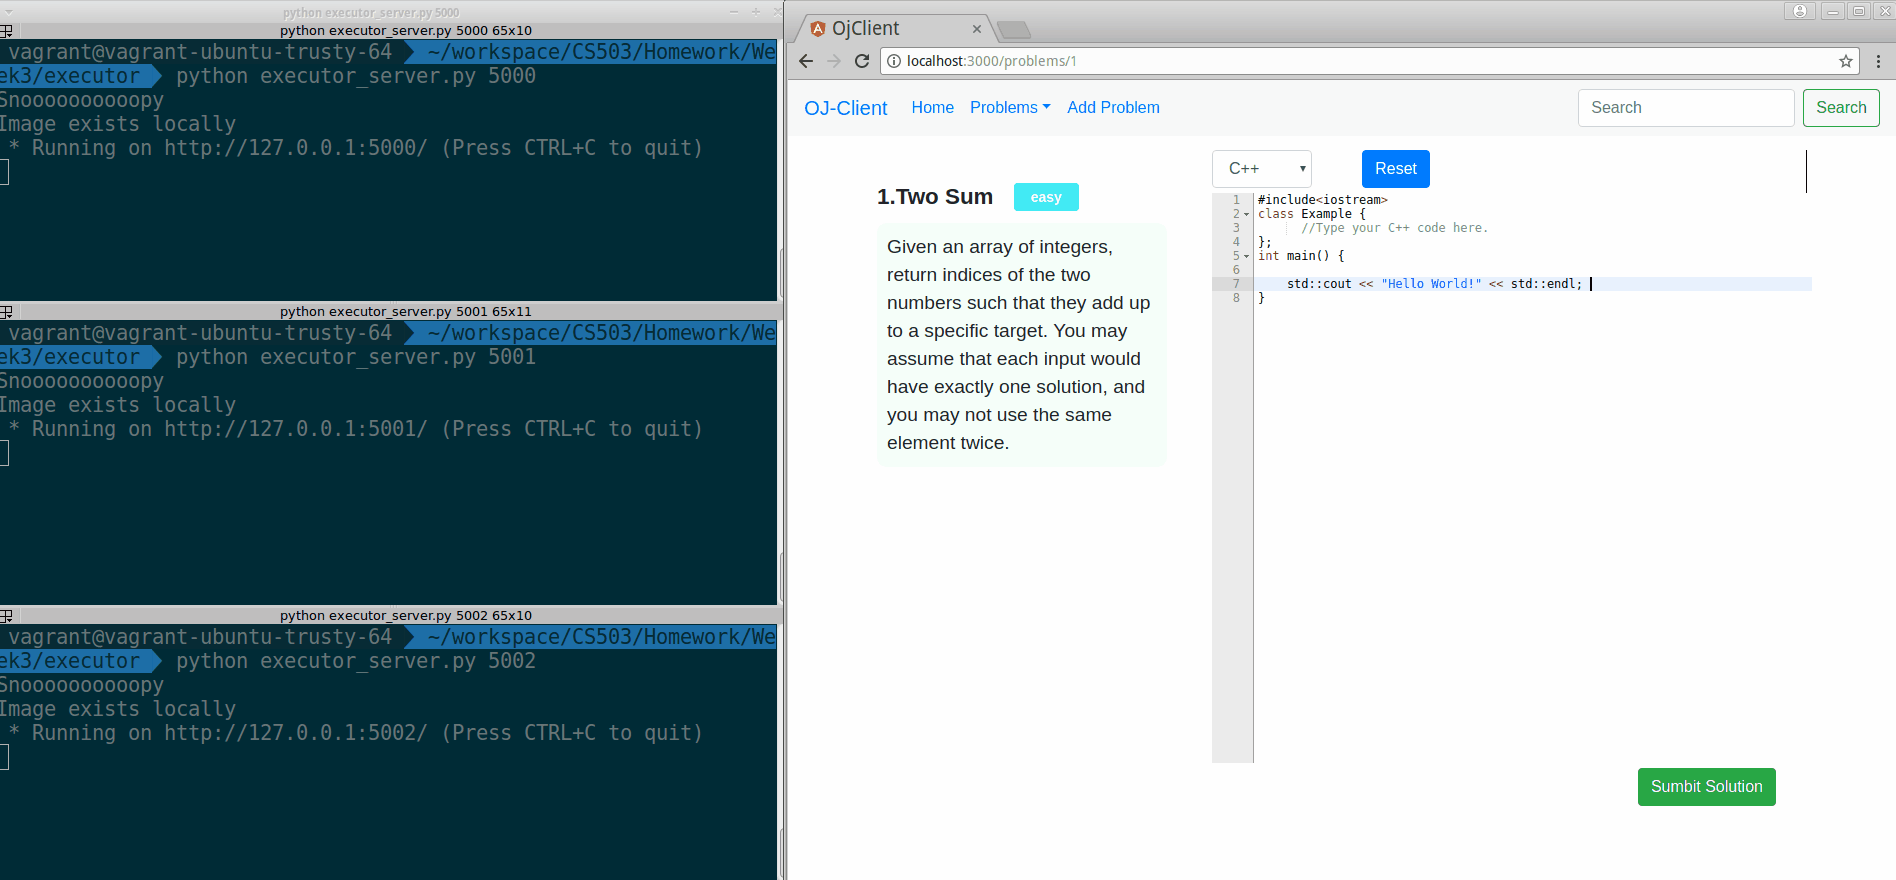 python executor_server.py 5000
python executor_server.py 5000 65x10
vagrant@vagrant-ubuntu-trusty-64 ~/workspace/CS503/Homework/We
ek3/executor python executor_server.py 5000
Snoooooooooopy
Image exists locally
* Running on http://127.0.0.1:5000/ (Press CTRL+C to quit)
python executor_server.py 5001 65x11
vagrant@vagrant-ubuntu-trusty-64 ~/workspace/CS503/Homework/We
ek3/executor python executor_server.py 5001
Snoooooooooopy
Image exists locally
* Running on http://127.0.0.1:5001/ (Press CTRL+C to quit)
python executor_server.py 5002 65x10
vagrant@vagrant-ubuntu-trusty-64 ~/workspace/CS503/Homework/We
ek3/executor python executor_server.py 5002
Snoooooooooopy
Image exists locally
* Running on http://127.0.0.1:5002/ (Press CTRL+C to quit)
OjClient
localhost:3000/problems/1
OJ-Client Home Problems Add Problem Search Search
1.Two Sum easy
Given an array of integers,
return indices of the two
numbers such that they add up
to a specific target. You may
assume that each input would
have exactly one solution, and
you may not use the same
element twice.
C++ Reset
1 #include<iostream>
2 class Example {
3 //Type your C++ code here.
4 };
5 int main() {
6
7 std::cout << "Hello World!" << std::endl;
8 }
Sumbit Solution